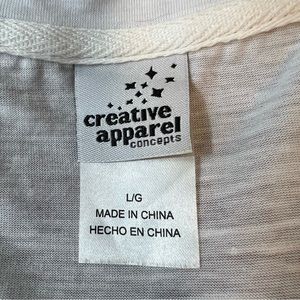 creative
apparel
concepts
L/G
MADE IN CHINA
HECHO EN CHINA